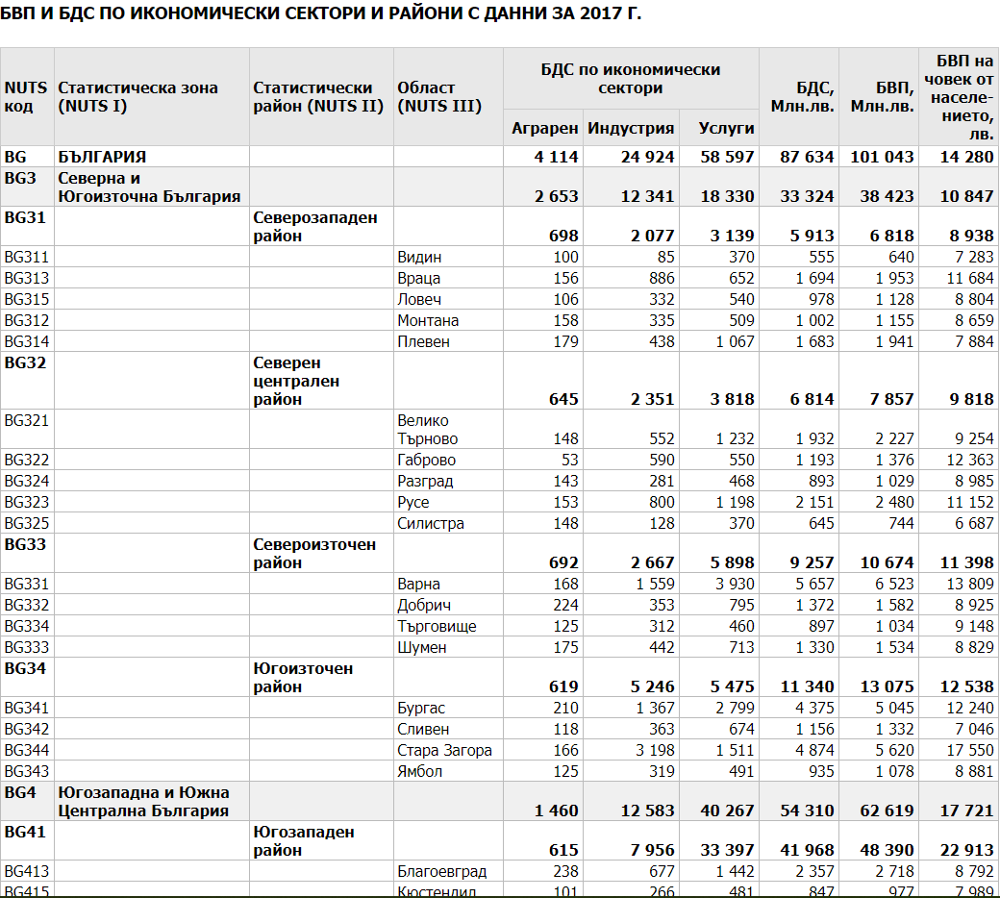 БВП И БДС ПО ИКОНОМИЧЕСКИ СЕКТОРИ И РАЙОНИ С ДАННИ ЗА 2017 Г.
NUTS код Статистическа зона (NUTS I) Статистически район (NUTS II) Област (NUTS III) БДС по икономически сектори БДС, Млн.лв. БВП, Млн.лв. БВП на човек от населе- нието, лв.
Аграрен Индустрия Услуги
BG БЪЛГАРИЯ 4 114 24 924 58 597 87 634 101 043 14 280
BG3 Северна и Югоизточна България 2 653 12 341 18 330 33 324 38 423 10 847
BG31 Северозападен район 698 2 077 3 139 5 913 6 818 8 938
BG311 Видин 100 85 370 555 640 7 283
BG313 Враца 156 886 652 1 694 1 953 11 684
BG315 Ловеч 106 332 540 978 1 128 8 804
BG312 Монтана 158 335 509 1 002 1 155 8 659
BG314 Плевен 179 438 1 067 1 683 1 941 7 884
BG32 Северен централен район 645 2 351 3 818 6 814 7 857 9 818
BG321 Велико Търново 148 552 1 232 1 932 2 227 9 254
BG322 Габрово 53 590 550 1 193 1 376 12 363
BG324 Разград 143 281 468 893 1 029 8 985
BG323 Русе 153 800 1 198 2 151 2 480 11 152
BG325 Силистра 148 128 370 645 744 6 687
BG33 Североизточен район 692 2 667 5 898 9 257 10 674 11 398
BG331 Варна 168 1 559 3 930 5 657 6 523 13 809
BG332 Добрич 224 353 795 1 372 1 582 8 925
BG334 Търговище 125 312 460 897 1 034 9 148
BG333 Шумен 175 442 713 1 330 1 534 8 829
BG34 Югоизточен район 619 5 246 5 475 11 340 13 075 12 538
BG341 Бургас 210 1 367 2 799 4 375 5 045 12 240
BG342 Сливен 118 363 674 1 156 1 332 7 046
BG344 Стара Загора 166 3 198 1 511 4 874 5 620 17 550
BG343 Ямбол 125 319 491 935 1 078 8 881
BG4 Югозападна и Южна Централна България 1 460 12 583 40 267 54 310 62 619 17 721
BG41 Югозападен район 615 7 956 33 397 41 968 48 390 22 913
BG413 Благоевград 238 677 1 442 2 357 2 718 8 792
BG415 Кюстендил 101 266 481 847 977 7 989